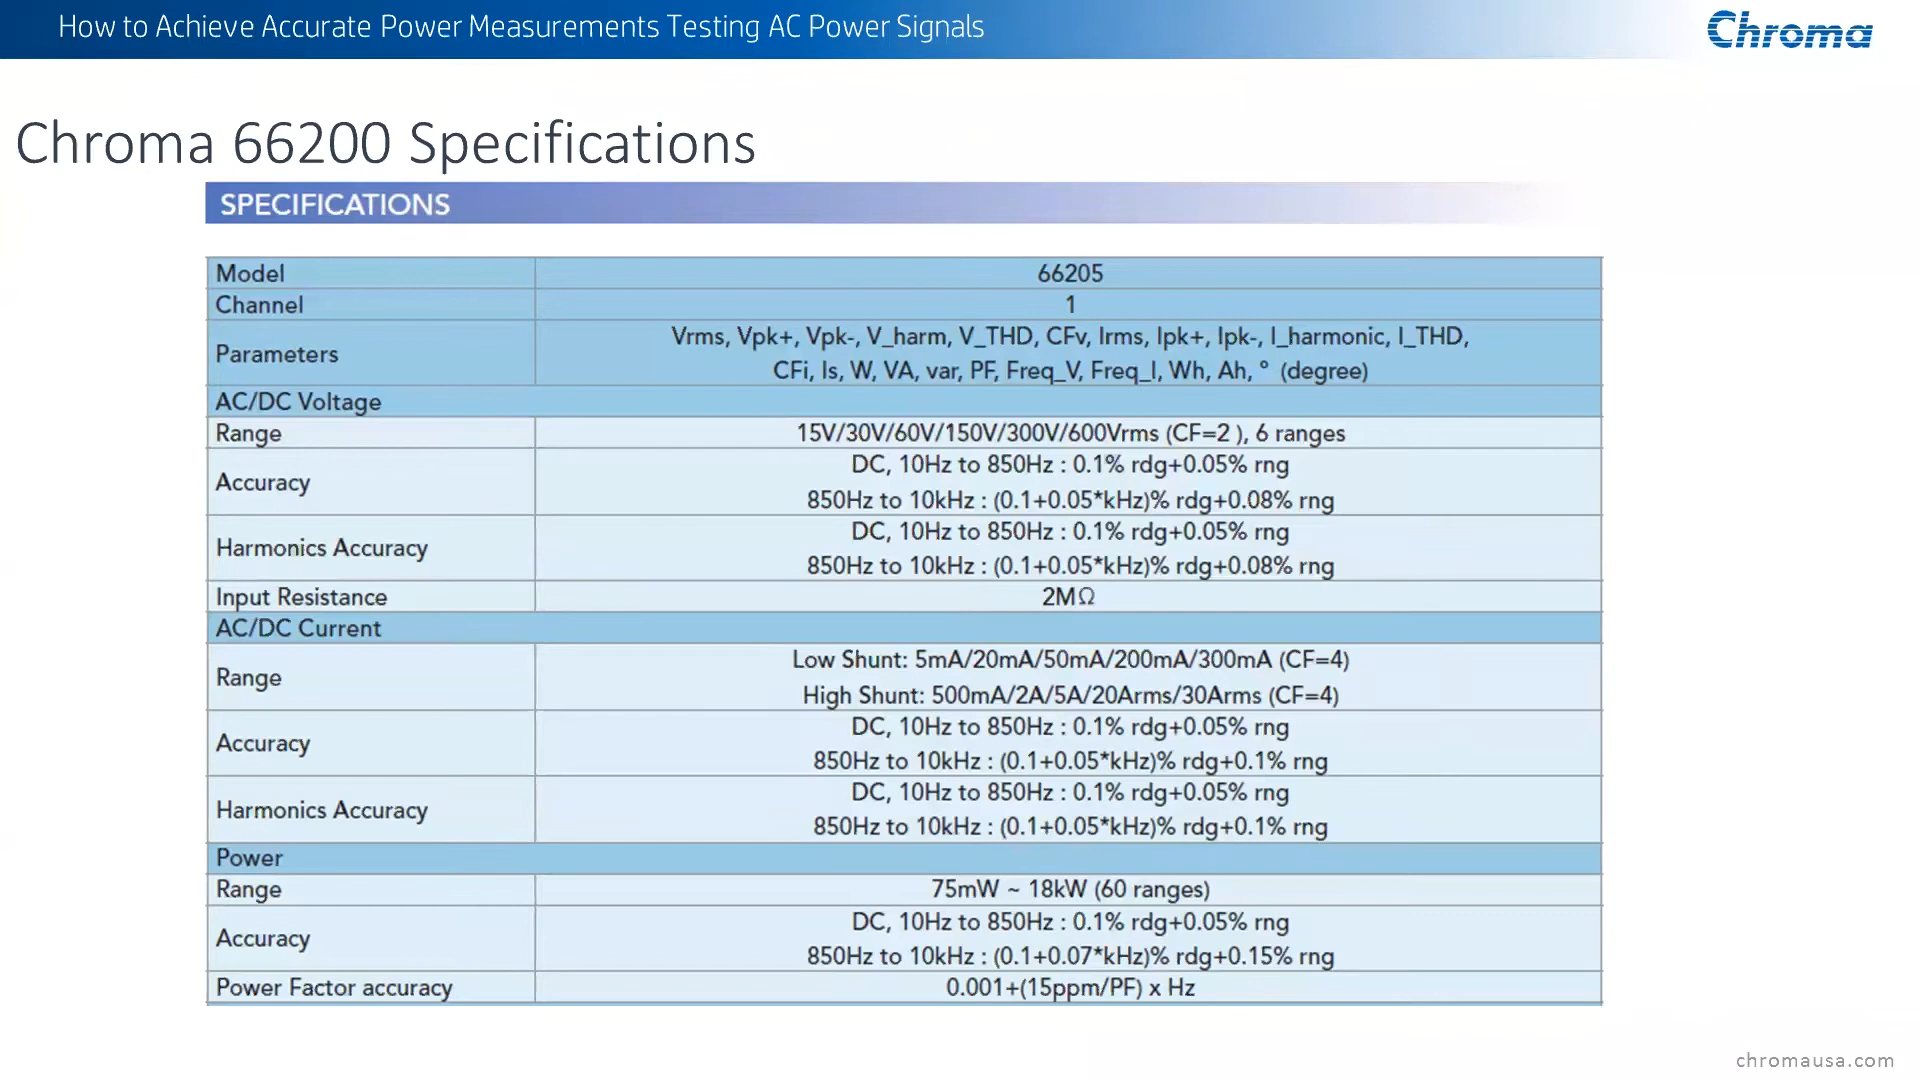 How to Achieve Accurate Power Measurements Testing AC Power Signals
Chroma
Chroma 66200 Specifications
SPECIFICATIONS
Model 66205
Channel 1
Parameters
Vrms, Vpk+, Vpk-, V_harm, V_THD, CFv, Irms, Ipk+, Ipk-, I_harmonic, I_THD,
CFi, Is, W, VA, var, PF, Freq_V, Freq_I, Wh, Ah, ° (degree)
AC/DC Voltage
Range 15V/30V/60V/150V/300V/600Vrms (CF=2 ), 6 ranges
Accuracy
DC, 10Hz to 850Hz : 0.1% rdg+0.05% rng
850Hz to 10kHz : (0.1+0.05*kHz)% rdg+0.08% rng
Harmonics Accuracy
DC, 10Hz to 850Hz : 0.1% rdg+0.05% rng
850Hz to 10kHz : (0.1+0.05*kHz)% rdg+0.08% rng
Input Resistance 2MΩ
AC/DC Current
Range
Low Shunt: 5mA/20mA/50mA/200mA/300mA (CF=4)
High Shunt: 500mA/2A/5A/20Arms/30Arms (CF=4)
Accuracy
DC, 10Hz to 850Hz : 0.1% rdg+0.05% rng
850Hz to 10kHz : (0.1+0.05*kHz)% rdg+0.1% rng
Harmonics Accuracy
DC, 10Hz to 850Hz : 0.1% rdg+0.05% rng
850Hz to 10kHz : (0.1+0.05*kHz)% rdg+0.1% rng
Power
Range 75mW ~ 18kW (60 ranges)
Accuracy
DC, 10Hz to 850Hz : 0.1% rdg+0.05% rng
850Hz to 10kHz : (0.1+0.07*kHz)% rdg+0.15% rng
Power Factor accuracy 0.001+(15ppm/PF) x Hz
chromausa.com